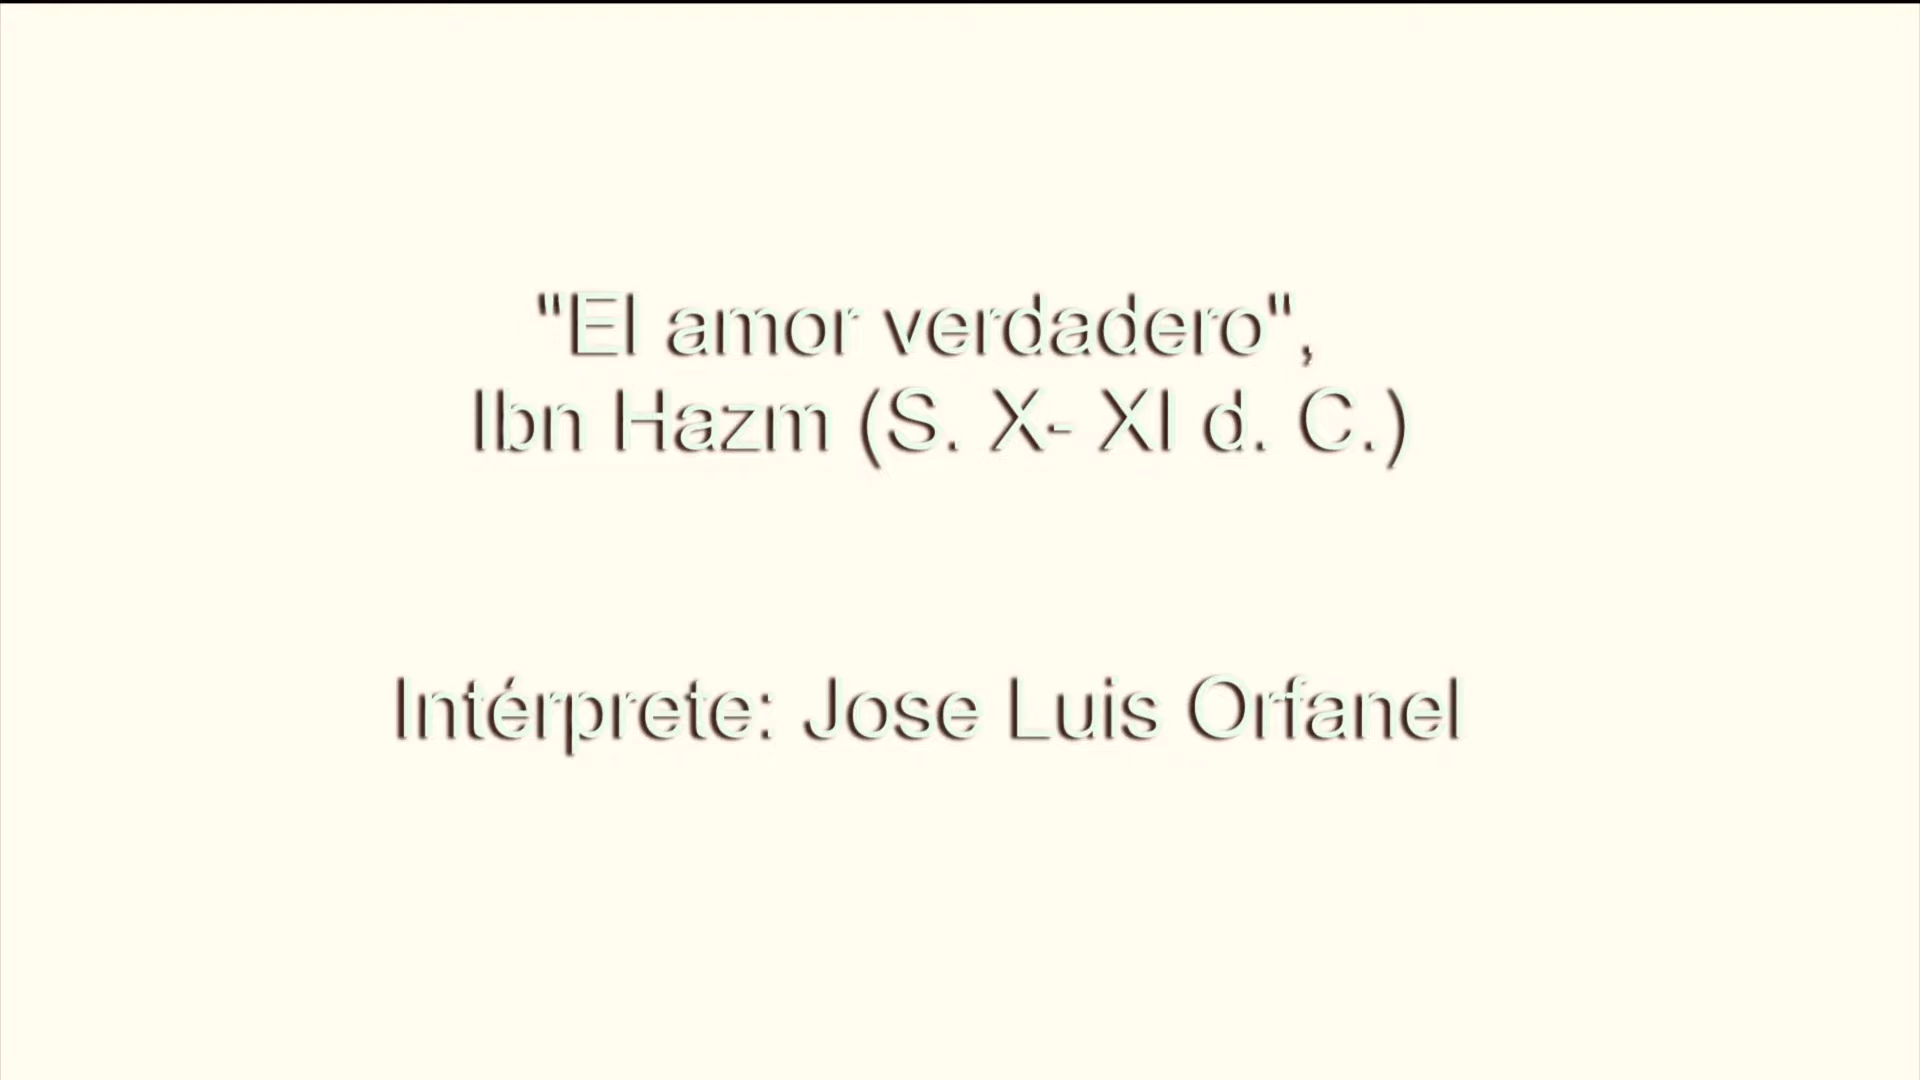 "El amor verdadero",
Ibn Hazm (S. X- XI d. C.)
Intérprete: Jose Luis Orfanel